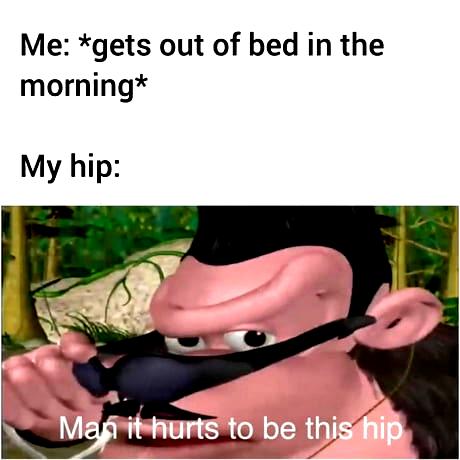 Me: *gets out of bed in the
morning*
My hip:
Man it hurts to be this hip